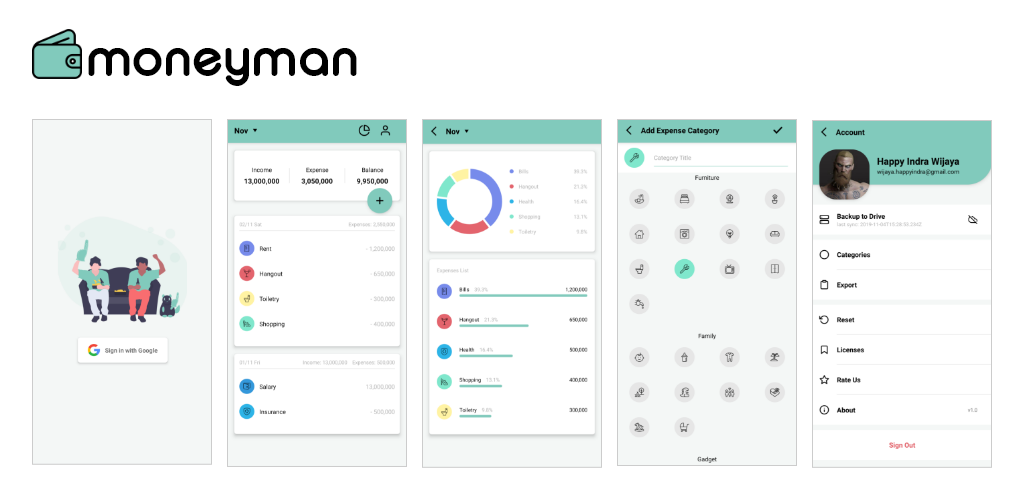 moneyman
Sign in with Google
Nov
Income Expense Balance
13,000,000 3,050,000 9,950,000
+
02/11 Sat Expenses: 2,550,000
Rent - 1,200,000
Hangout - 650,000
Toiletry - 300,000
Shopping - 400,000
01/11 Fri Income: 13,000,000 Expenses: 500,000
Salary 13,000,000
Insurance - 500,000
Nov
Bills 39.3%
Hangout 21.3%
Health 16.4%
Shopping 13.1%
Toiletry 9.8%
Expenses List
Bills 39.3% 1,200,000
Hangout 21.3% 650,000
Health 16.4% 500,000
Shopping 13.1% 400,000
Toiletry 9.8% 300,000
Add Expense Category
Category Title
Furniture
Family
Gadget
Account
Happy Indra Wijaya
wijaya.happyindra@gmail.com
Backup to Drive
Last sync: 2019-11-03T
Categories
Export
Reset
Licenses
Rate Us
About v1.0
Sign Out